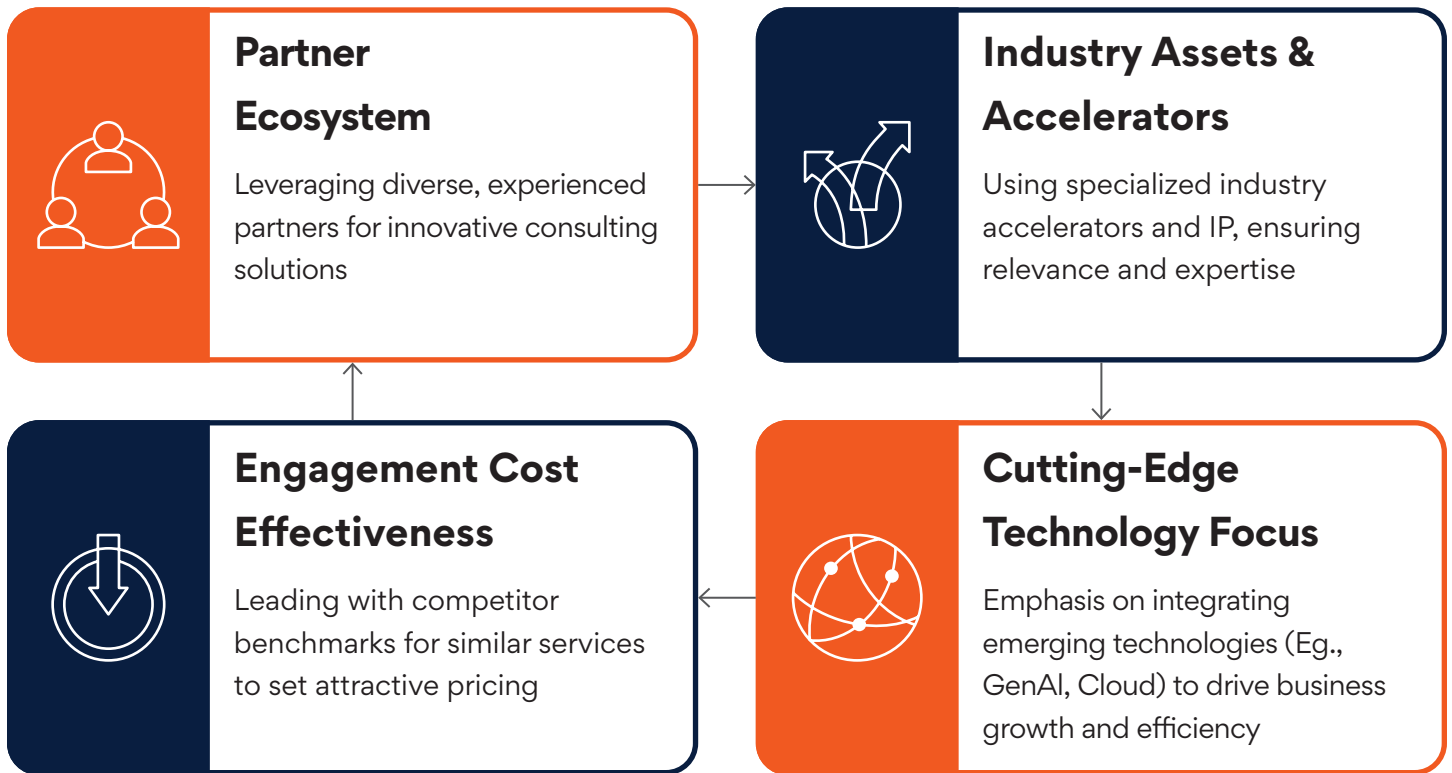 Partner
Ecosystem
Leveraging diverse, experienced
partners for innovative consulting
solutions
Industry Assets &
Accelerators
Using specialized industry
accelerators and IP, ensuring
relevance and expertise
Engagement Cost
Effectiveness
Leading with competitor
benchmarks for similar services
to set attractive pricing
Cutting-Edge
Technology Focus
Emphasis on integrating
emerging technologies (Eg.,
GenAI, Cloud) to drive business
growth and efficiency